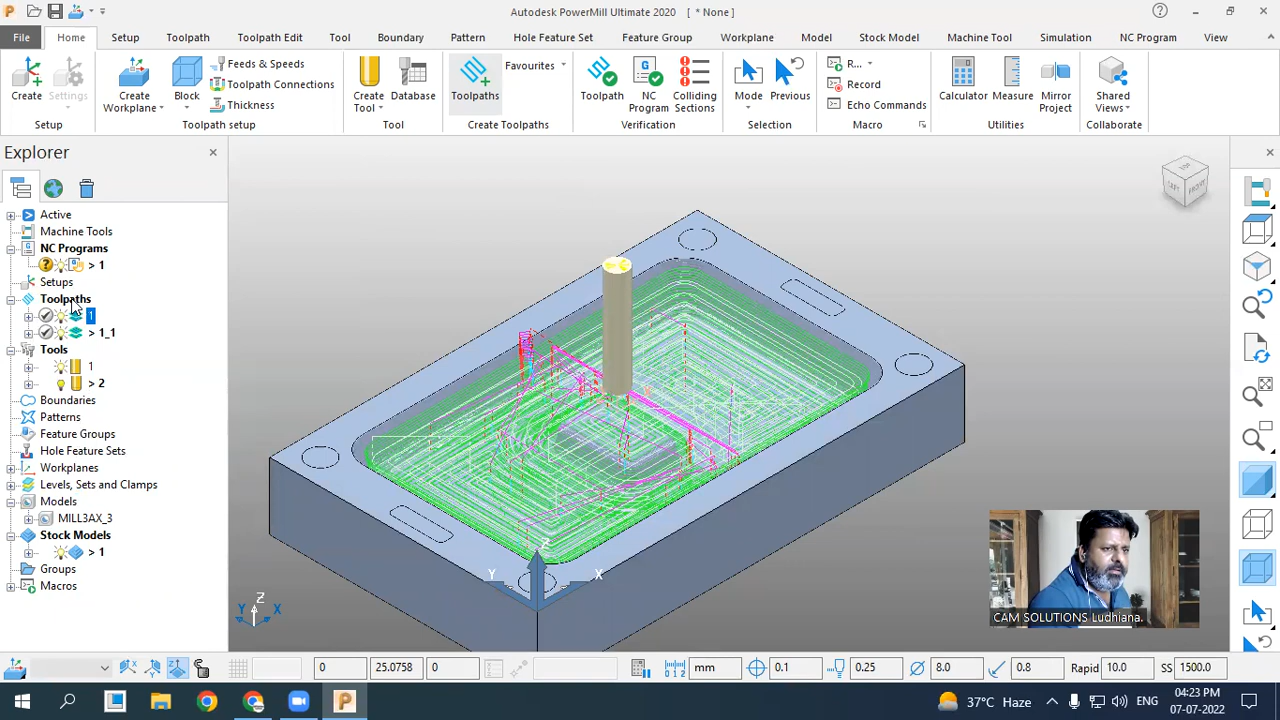 Autodesk PowerMill Ultimate 2020 [ * None ]
File Home Setup Toolpath Toolpath Edit Tool Boundary Pattern Hole Feature Set Feature Group Workplane Model Stock Model Machine Tool Simulation NC Program View
Create Settings
Setup
Create Workplane Block
Feeds & Speeds
Toolpath Connections
Thickness
Toolpath setup
Create Tool Database
Tool
Toolpaths Favourites
Create Toolpaths
Toolpath NC Program Colliding Sections
Verification
Mode Previous
Selection
R...
Record
Echo Commands
Macro
Calculator Measure Mirror Project
Utilities
Shared Views
Collaborate
Explorer
Active
Machine Tools
NC Programs
> 1
Setups
Toolpaths
1
> 1_1
Tools
1
> 2
Boundaries
Patterns
Feature Groups
Hole Feature Sets
Workplanes
Levels, Sets and Clamps
Models
MILL3AX_3
Stock Models
> 1
Groups
Macros
TOP
LEFT FRONT
Z
Y X
Z
Y X
CAM SOLUTIONS Ludhiana.
0 25.0758 0 mm 0.1 0.25 8.0 0.8 Rapid 10.0 SS 1500.0
37°C Haze ENG 04:23 PM
07-07-2022